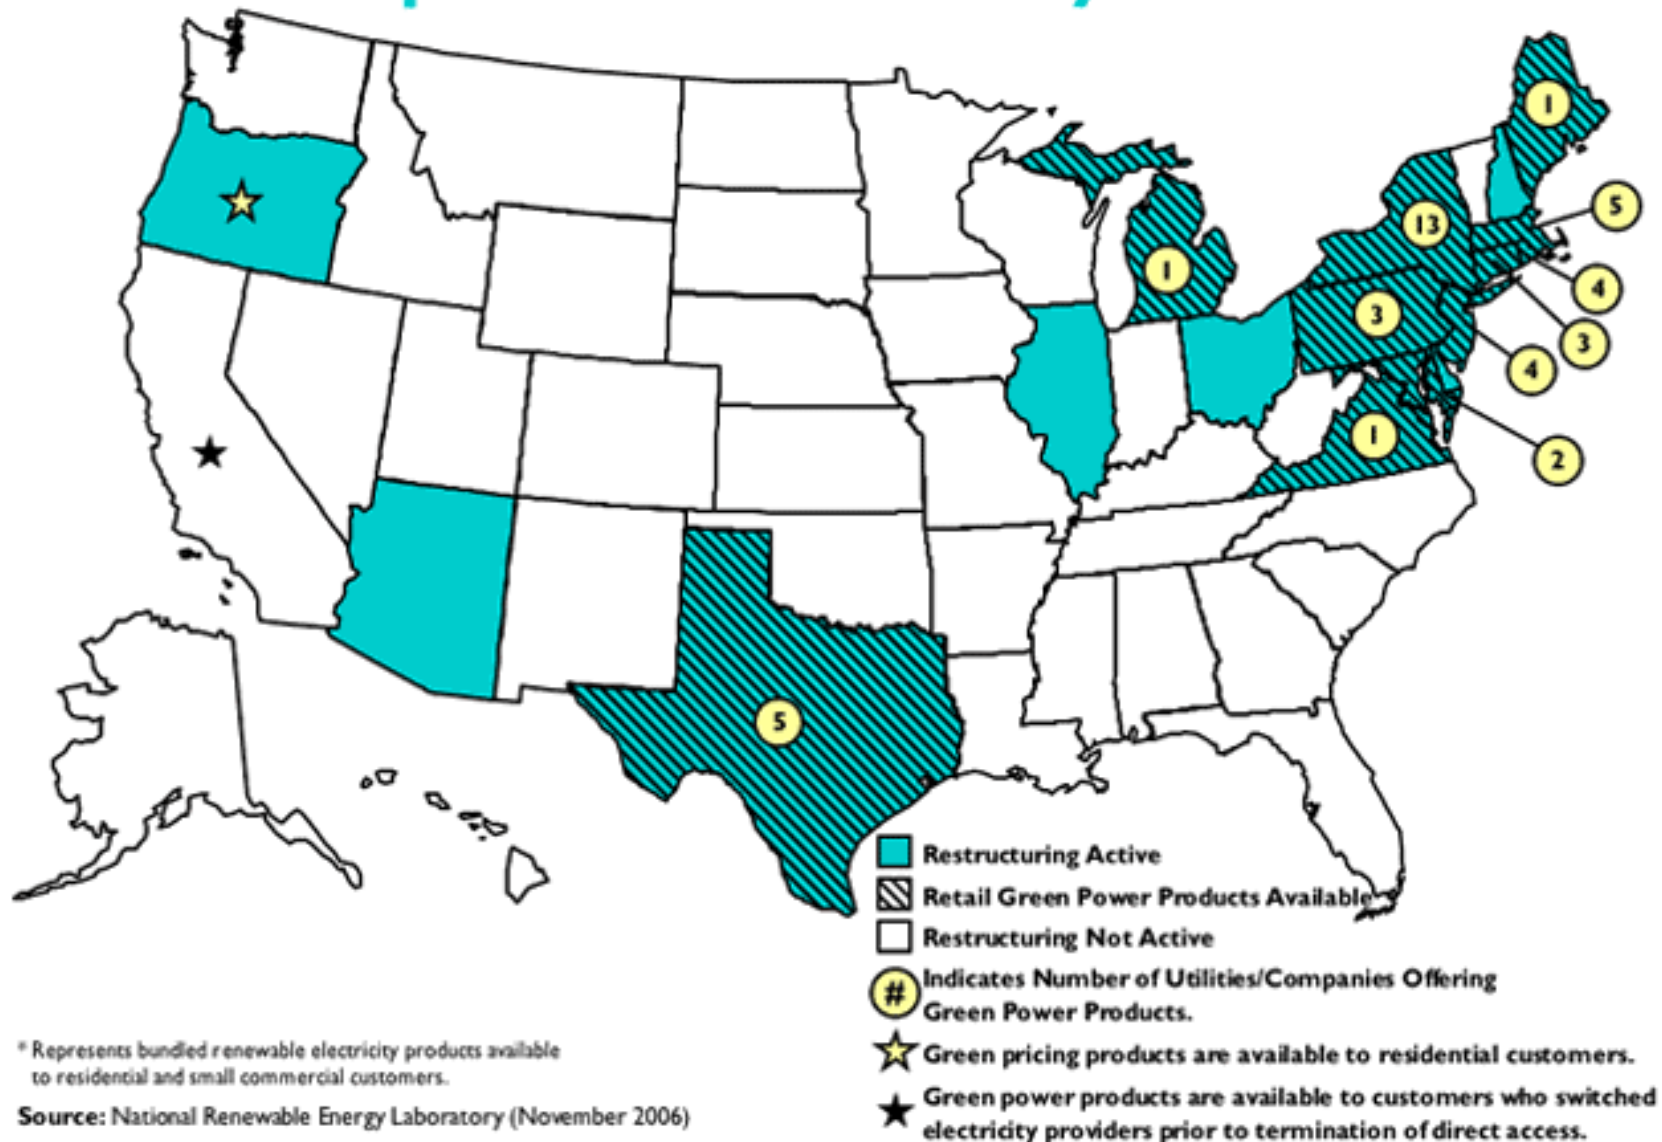 1
13
5
1
4
3
3
4
1
2
5
Restructuring Active
Retail Green Power Products Available
Restructuring Not Active
# Indicates Number of Utilities/Companies Offering
Green Power Products.
Green pricing products are available to residential customers.
Green power products are available to customers who switched
electricity providers prior to termination of direct access.
* Represents bundled renewable electricity products available
to residential and small commercial customers.
Source: National Renewable Energy Laboratory (November 2006)